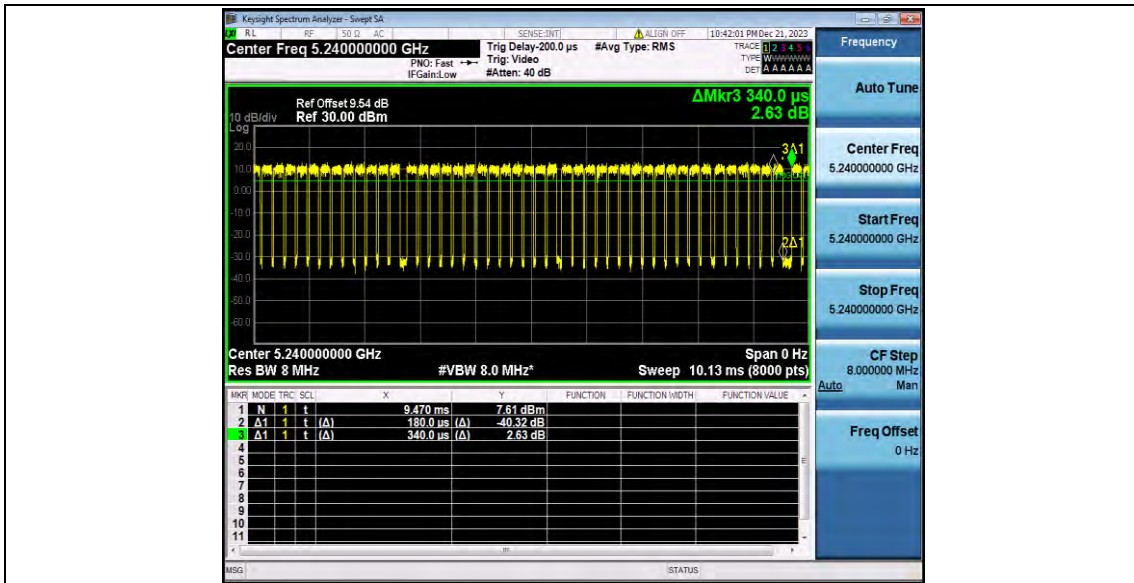 Keysight Spectrum Analyzer - Swept SA
RL RF 50 Ω AC SENSE:INT ALIGN OFF 10:42:01 PM Dec 21, 2023
Center Freq 5.240000000 GHz
PNO: Fast
IFGain:Low
Trig Delay-200.0 µs
Trig: Video
#Atten: 40 dB
#Avg Type: RMS
TRACE 1 2 3 4 5 6
TYPE W
DET A A A A A A
ΔMkr3 340.0 µs
2.63 dB
Ref Offset 9.54 dB
10 dB/div Ref 30.00 dBm
Log
20.0
10.0
0.00
-10.0
-20.0
-30.0
-40.0
-50.0
-60.0
3Δ1
2Δ1
Center 5.240000000 GHz Span 0 Hz
Res BW 8 MHz #VBW 8.0 MHz* Sweep 10.13 ms (8000 pts)
MKR MODE TRC SCL X Y FUNCTION FUNCTION WIDTH FUNCTION VALUE
1 N 1 t 9.470 ms 7.61 dBm
2 Δ1 1 t (Δ) 180.0 µs (Δ) -40.32 dB
3 Δ1 1 t (Δ) 340.0 µs (Δ) 2.63 dB
4
5
6
7
8
9
10
11
MSG STATUS
Frequency
Auto Tune
Center Freq
5.240000000 GHz
Start Freq
5.240000000 GHz
Stop Freq
5.240000000 GHz
CF Step
8.000000 MHz
Auto Man
Freq Offset
0 Hz